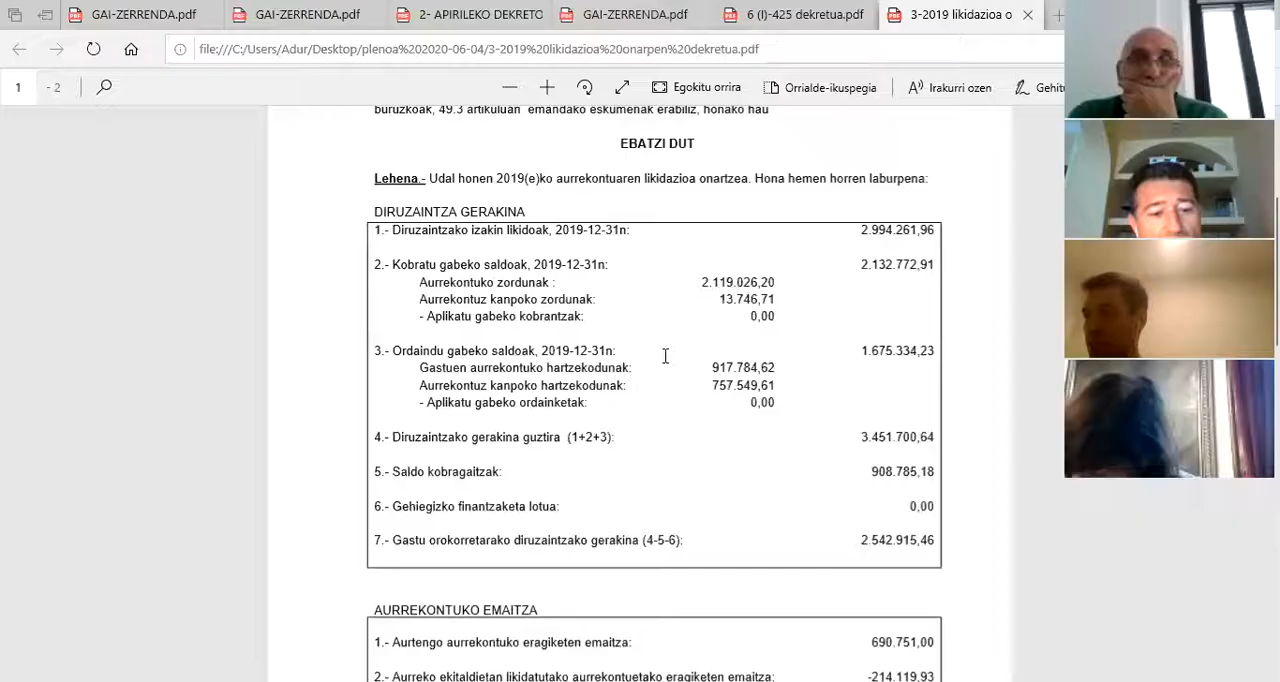 GAI-ZERRENDA.pdf
GAI-ZERRENDA.pdf
2- APIRILEKO DEKRETO
GAI-ZERRENDA.pdf
6 (I)-425 dekretua.pdf
3-2019 likidazioa o
file:///C:/Users/Adur/Desktop/plenoa%202020-06-04/3-2019%20likidazioa%20onarpen%20dekretua.pdf
1 - 2 Egokitu orrira Orrialde-ikuspegia Irakurri ozen Gehitu
buruzkoak, 49.3 artikuluan emandako eskumenak erabiliz, honako hau
EBATZI DUT
Lehena.- Udal honen 2019(e)ko aurrekontuaren likidazioa onartzea. Hona hemen horren laburpena:
DIRUZAINTZA GERAKINA
1.- Diruzaintzako izakin likidoak, 2019-12-31n: 2.994.261,96
2.- Kobratu gabeko saldoak, 2019-12-31n: 2.132.772,91
Aurrekontuko zordunak : 2.119.026,20
Aurrekontuz kanpoko zordunak: 13.746,71
- Aplikatu gabeko kobrantzak: 0,00
3.- Ordaindu gabeko saldoak, 2019-12-31n: 1.675.334,23
Gastuen aurrekontuko hartzekodunak: 917.784,62
Aurrekontuz kanpoko hartzekodunak: 757.549,61
- Aplikatu gabeko ordainketak: 0,00
4.- Diruzaintzako gerakina guztira (1+2+3): 3.451.700,64
5.- Saldo kobragaitzak: 908.785,18
6.- Gehiegizko finantzaketa lotua: 0,00
7.- Gastu orokorretarako diruzaintzako gerakina (4-5-6): 2.542.915,46
AURREKONTUKO EMAITZA
1.- Aurtengo aurrekontuko eragiketen emaitza: 690.751,00
2.- Aurreko ekitaldietan likidatutako aurrekontuetako eragiketen emaitza: -214.119,93